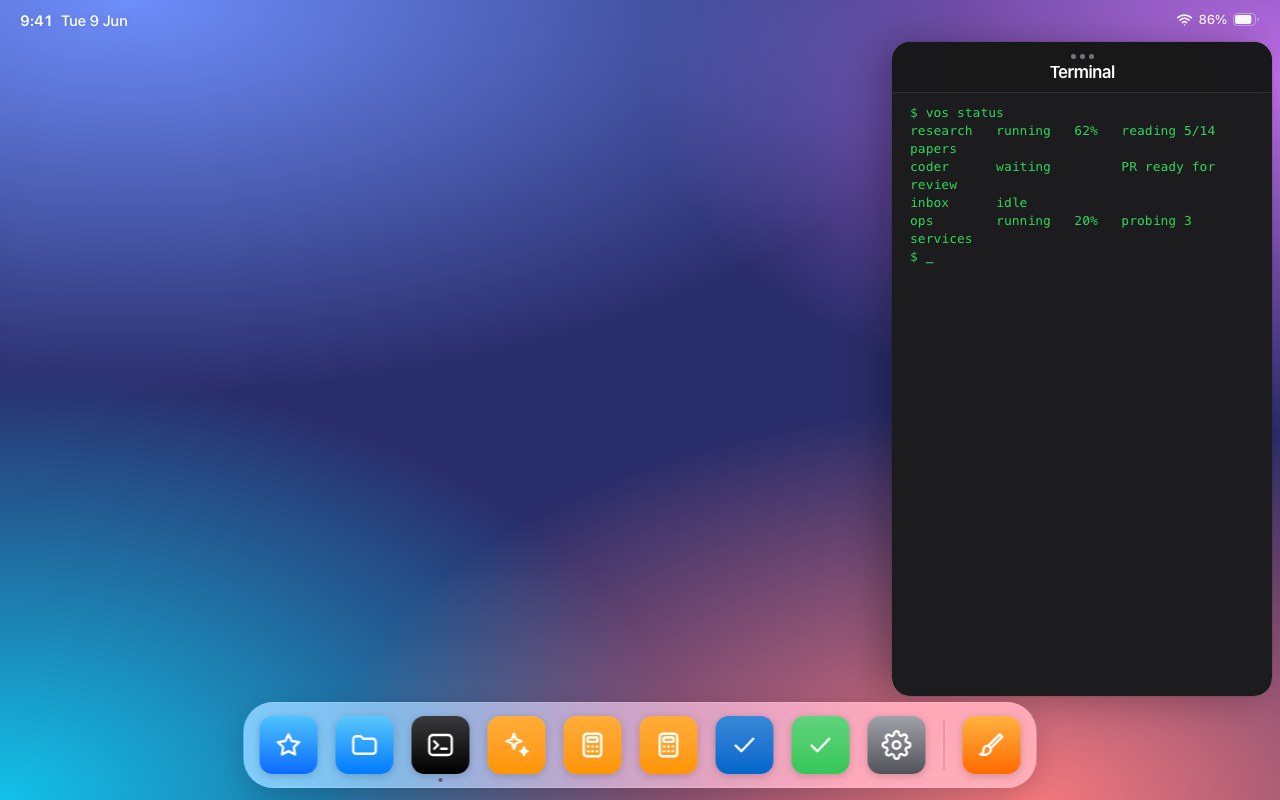 9:41 Tue 9 Jun
86%
Terminal
$ vos status
research running 62% reading 5/14
papers
coder waiting PR ready for
review
inbox idle
ops running 20% probing 3
services
$ _